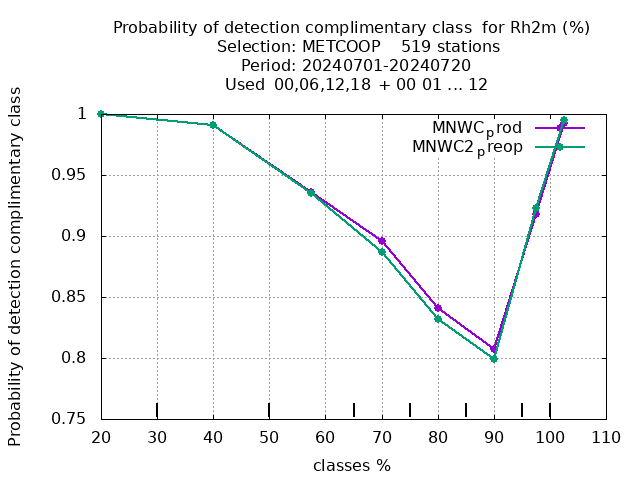 Probability of detection complimentary class  for Rh2m (%)
Selection: METCOOP    519 stations
Period: 20240701-20240720
Used  00,06,12,18 + 00 01 ... 12
MNWCprod
MNWC2preop
Probability of detection complimentary class
1
0.95
0.9
0.85
0.8
0.75
20 30 40 50 60 70 80 90 100 110
classes %